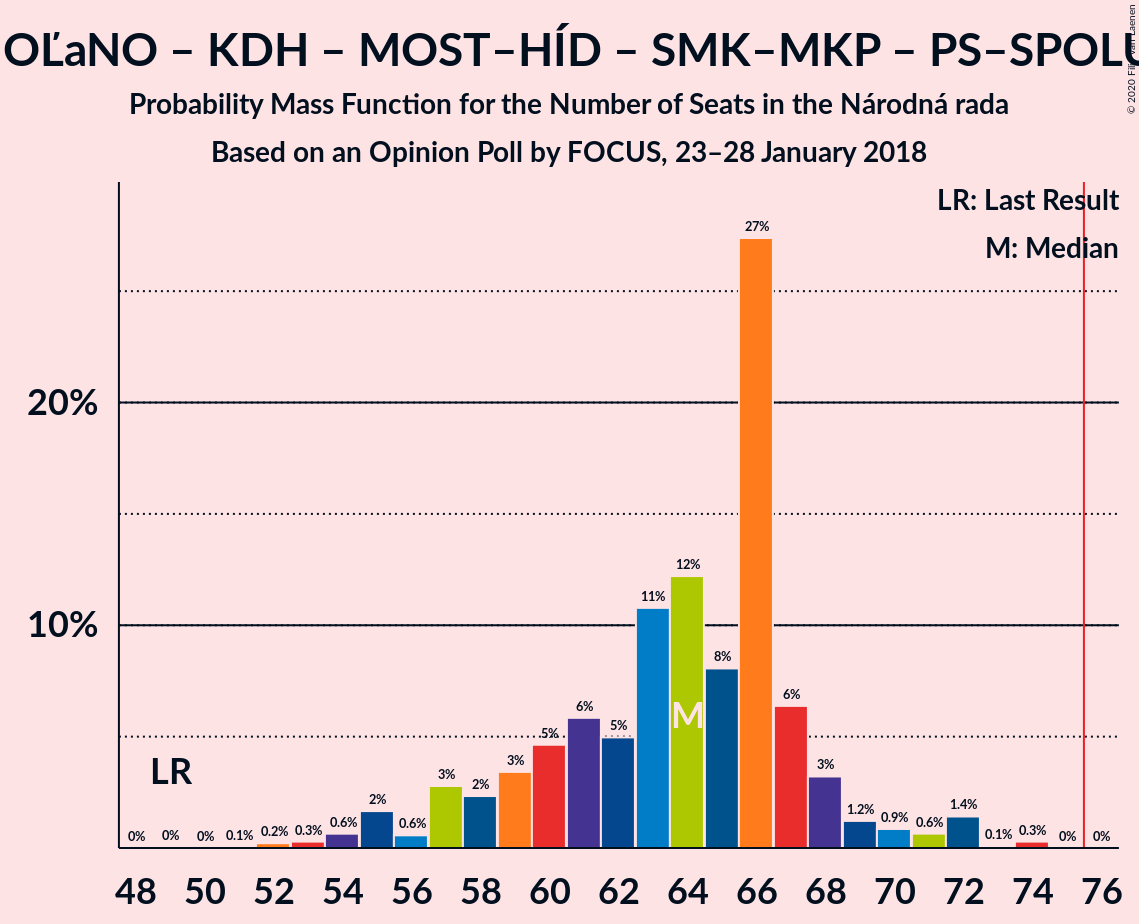 OĽaNO – KDH – MOST–HÍD – SMK–MKP – PS–SPOLU
Probability Mass Function for the Number of Seats in the Národná rada
Based on an Opinion Poll by FOCUS, 23–28 January 2018
© 2020 Filip van Laenen
LR: Last Result
M: Median
27%
20%
12%
11%
10%
8%
6%
M
6%
5%
5%
LR
3%
3%
3%
2%
2%
1.4%
1.2%
0.9%
0.6%
0.6%
0.6%
0% 0% 0% 0.1% 0.2% 0.3% 0.1% 0.3% 0% 0%
48 50 52 54 56 58 60 62 64 66 68 70 72 74 76